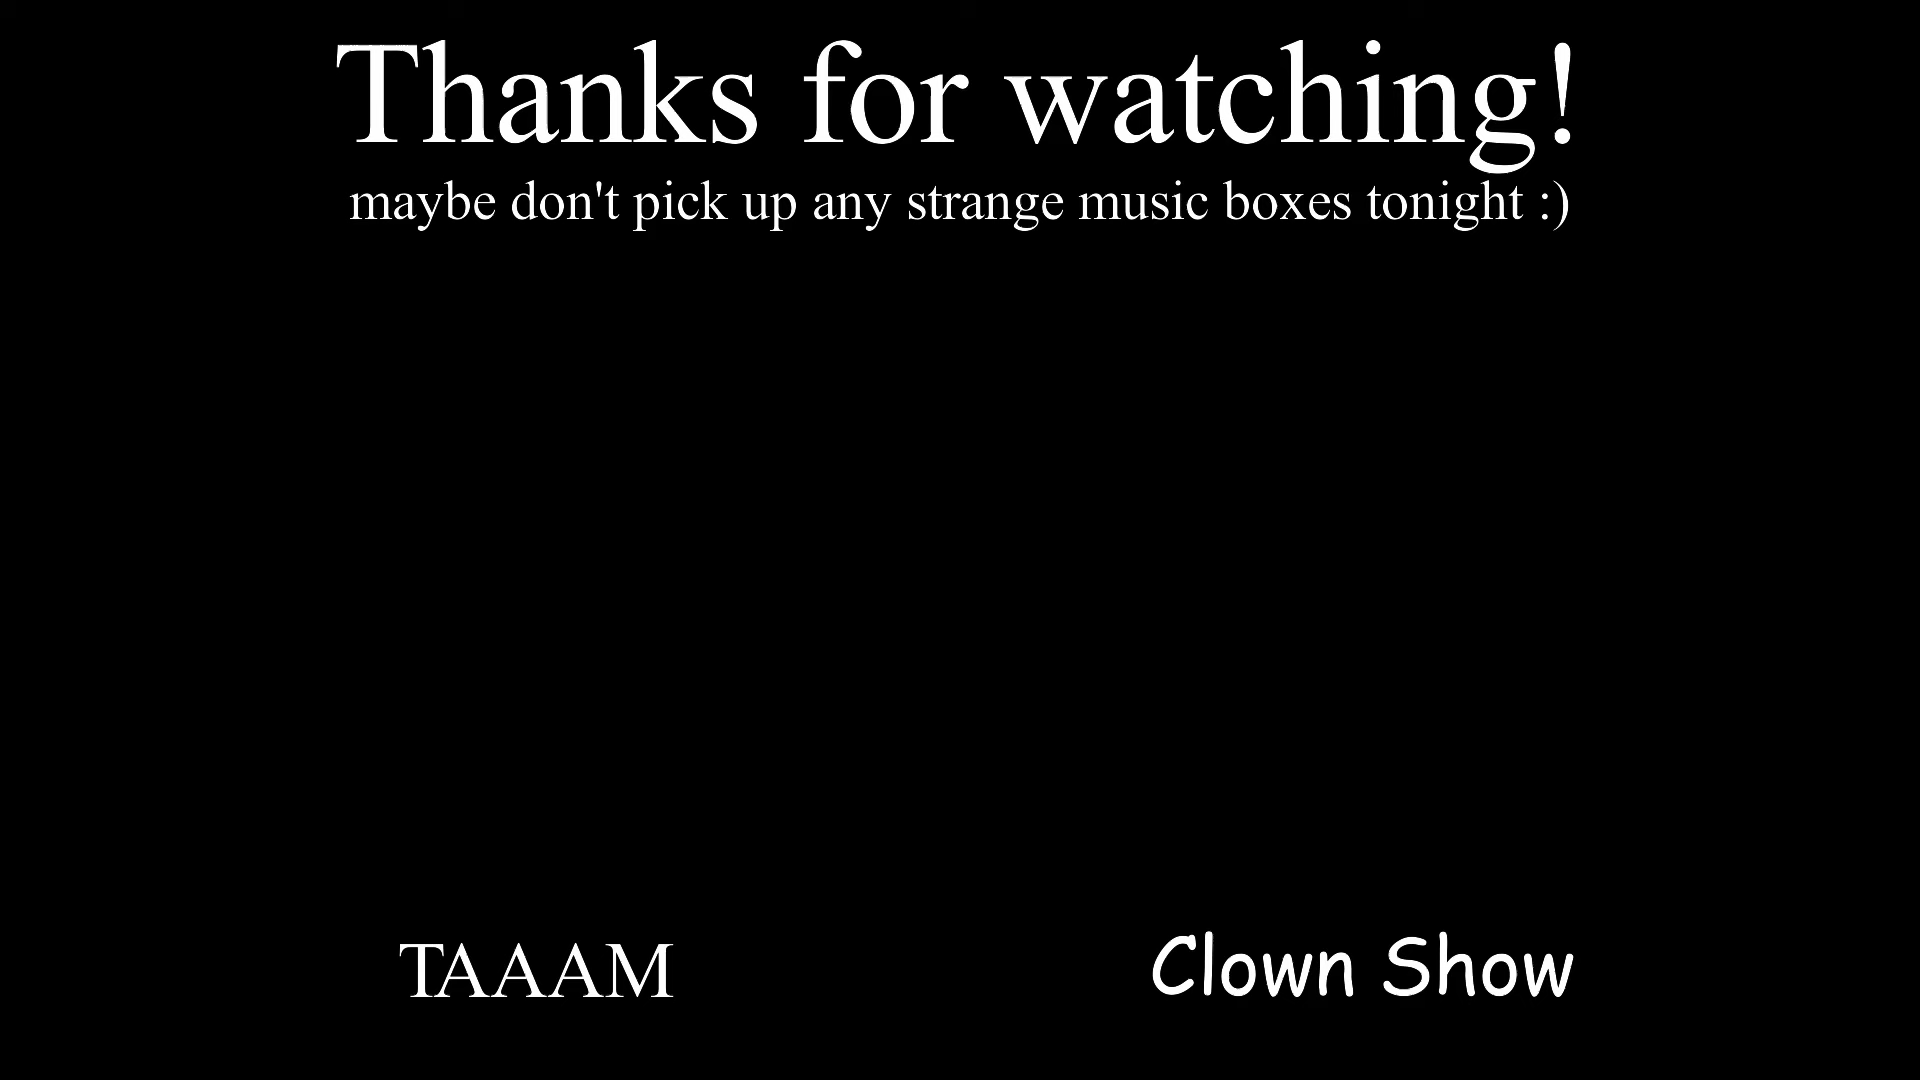 Thanks for watching!
maybe don't pick up any strange music boxes tonight :)
TAAAM
Clown Show